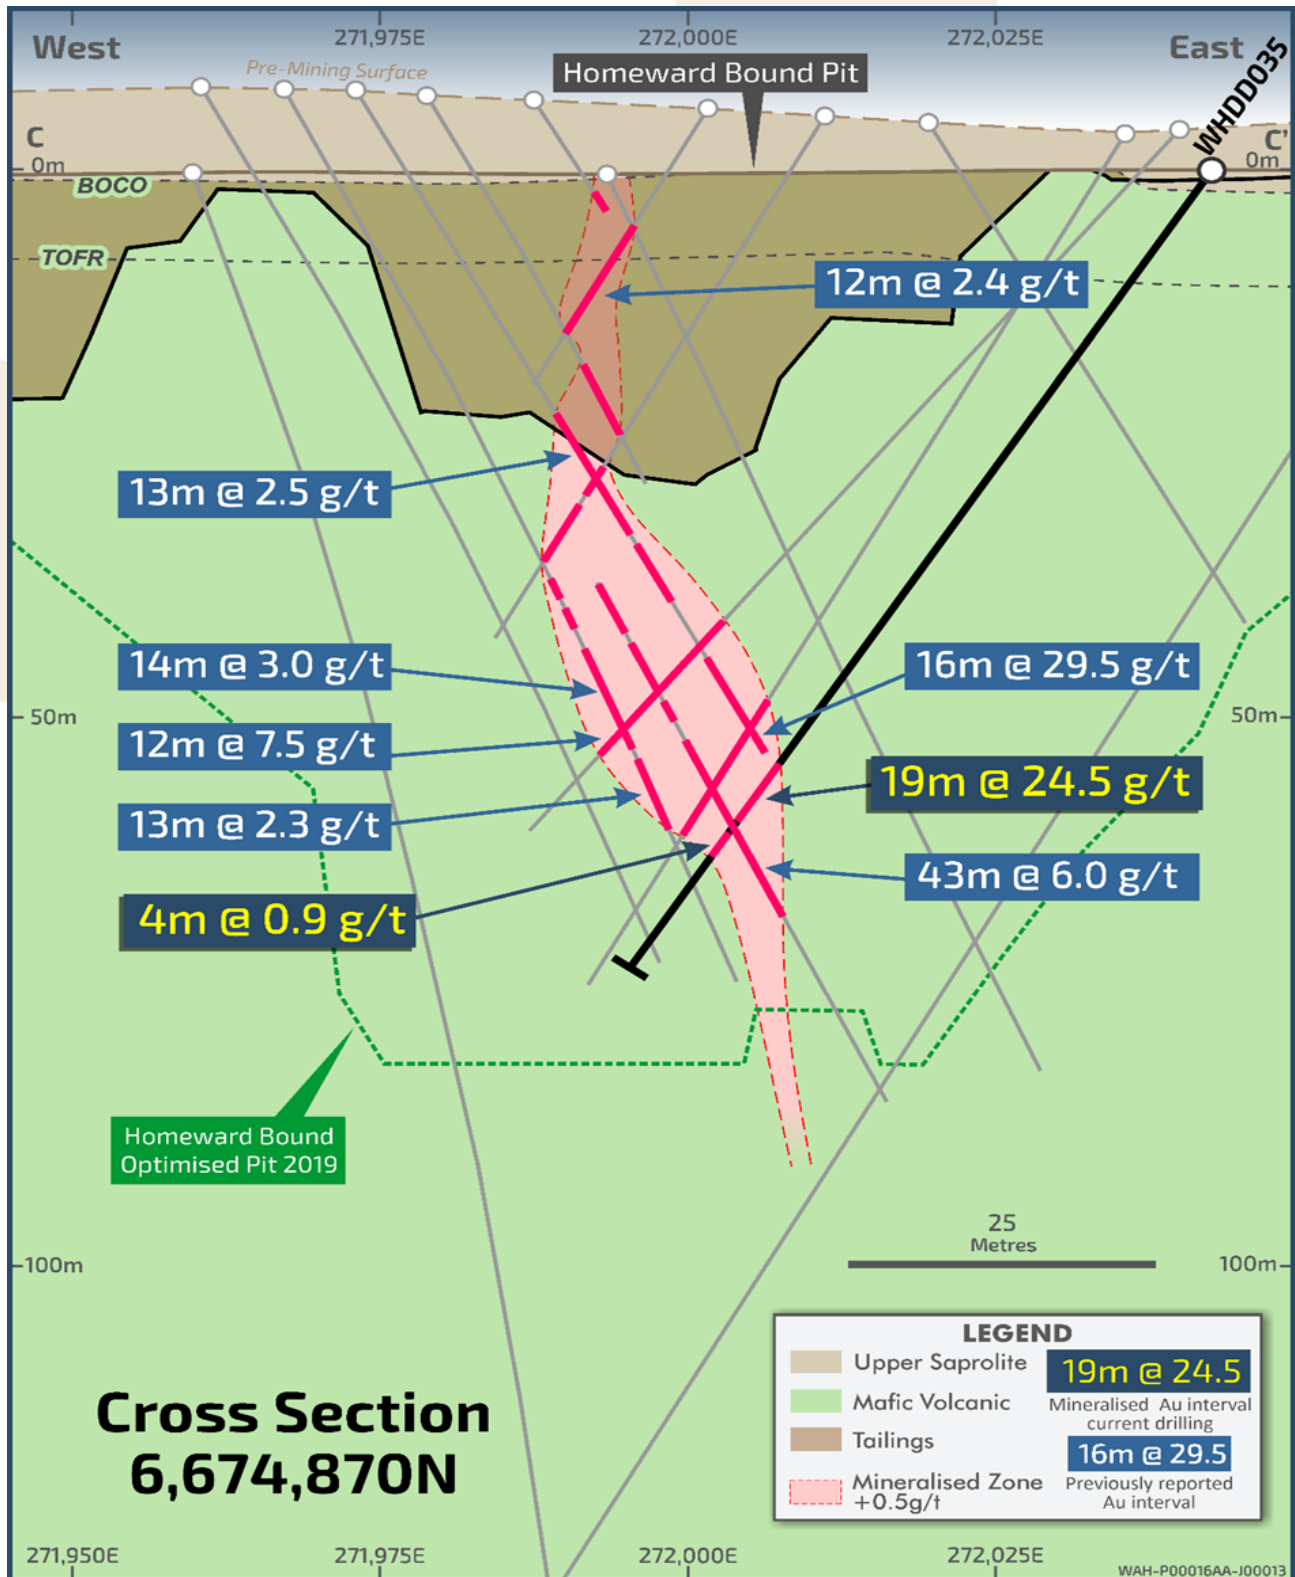 West
271,975E
272,000E
272,025E
East
Pre-Mining Surface
Homeward Bound Pit
WHDD035
C
C'
0m
0m
BOCO
TOFR
12m @ 2.4 g/t
13m @ 2.5 g/t
14m @ 3.0 g/t
16m @ 29.5 g/t
50m
50m
12m @ 7.5 g/t
19m @ 24.5 g/t
13m @ 2.3 g/t
43m @ 6.0 g/t
4m @ 0.9 g/t
Homeward Bound
Optimised Pit 2019
25
Metres
100m
100m
LEGEND
Upper Saprolite
Mafic Volcanic
Tailings
Mineralised Zone
+0.5g/t
19m @ 24.5
Mineralised Au interval
current drilling
16m @ 29.5
Previously reported
Au interval
Cross Section
6,674,870N
271,950E
271,975E
272,000E
272,025E
WAH-P00016AA-J00013